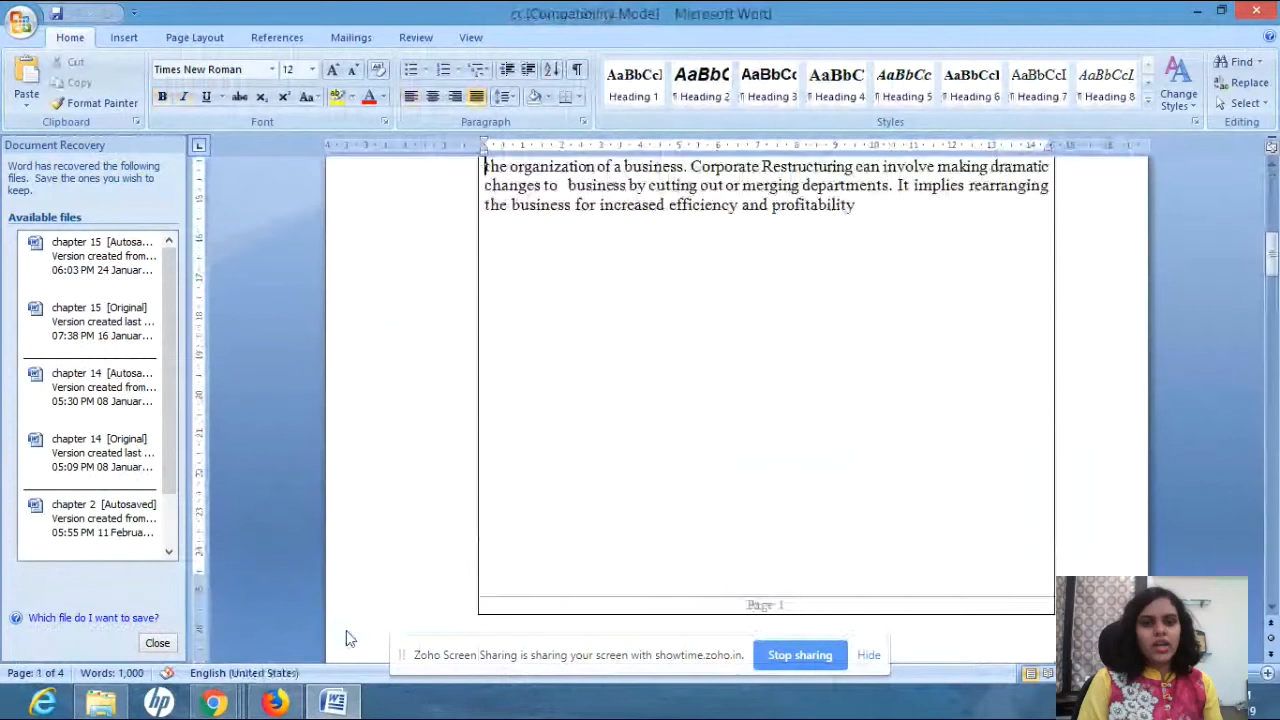 [Compatibility Model] Microsoft Word
Home Insert Page Layout References Mailings Review View
Paste
Cut
Copy
Format Painter
Clipboard
Times New Roman 12
Font
Paragraph
AaBbCcI AaBbCc AaBbCc AaBbC AaBbCc AaBbCcI AaBbCcI AaBbCcI
Heading 1 ¶ Heading 2 ¶ Heading 3 ¶ Heading 4 ¶ Heading 5 ¶ Heading 6 ¶ Heading 7 ¶ Heading 8
Change
Styles
Styles
Find
Replace
Select
Editing
Document Recovery
Word has recovered the following
files. Save the ones you wish to
keep.
Available files
chapter 15 [Autosa...
Version created from...
06:03 PM 24 Januar...
chapter 15 [Original]
Version created last ...
07:38 PM 16 Januar...
chapter 14 [Autosa...
Version created from...
05:30 PM 08 Januar...
chapter 14 [Original]
Version created last ...
05:09 PM 08 Januar...
chapter 2 [Autosaved]
Version created from...
05:55 PM 11 Februa...
Which file do I want to save?
Close
the organization of a business. Corporate Restructuring can involve making dramatic
changes to business by cutting out or merging departments. It implies rearranging
the business for increased efficiency and profitability
Page 1
Zoho Screen Sharing is sharing your screen with showtime.zoho.in. Stop sharing Hide
Page: 1 of 4 Words: 1,000 English (United States)